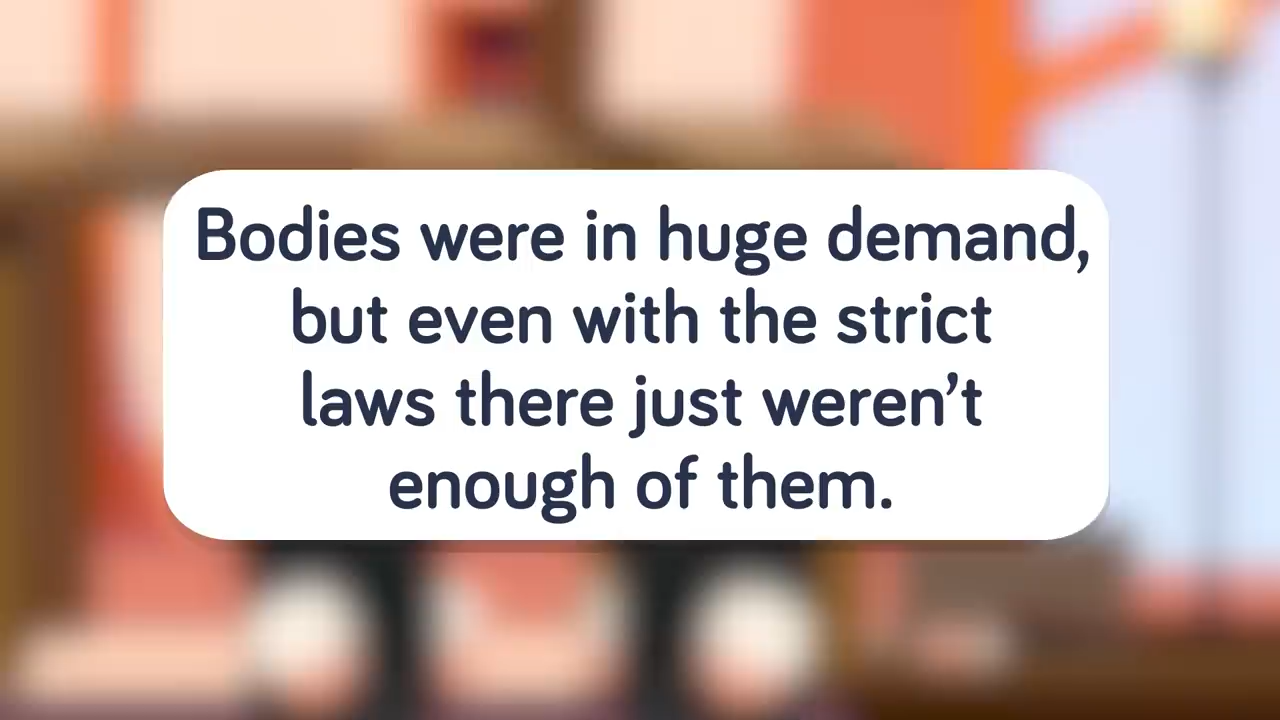 Bodies were in huge demand,
but even with the strict
laws there just weren’t
enough of them.